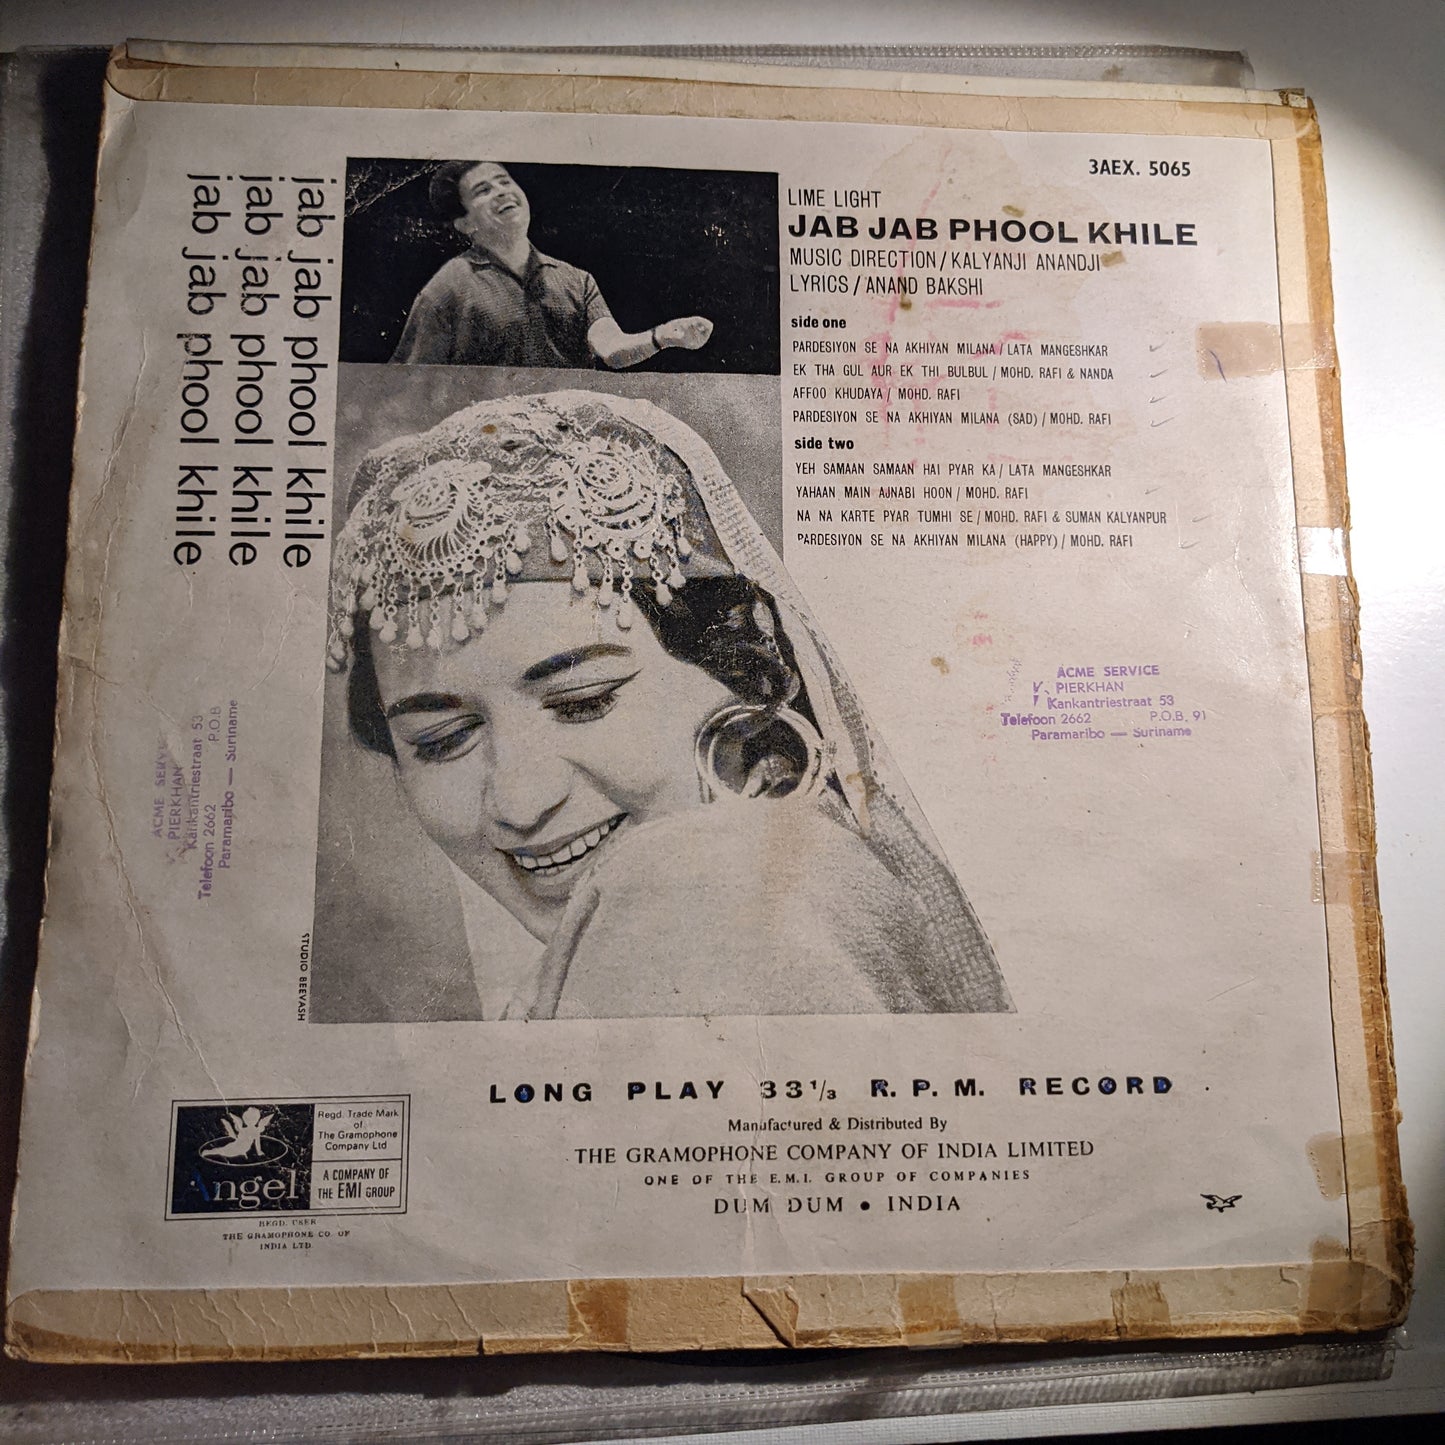 3AEX. 5065
jab jab phool khile
jab jab phool khile
jab jab phool khile
LIME LIGHT
JAB JAB PHOOL KHILE
MUSIC DIRECTION/KALYANJI ANANDJI
LYRICS/ANAND BAKSHI
side one
PARDESIYON SE NA AKHIYAN MILANA/LATA MANGESHKAR
EK THA GUL AUR EK THI BULBUL/MOHD. RAFI & NANDA
AFFOO KHUDAYA/MOHD. RAFI
PARDESIYON SE NA AKHIYAN MILANA (SAD)/MOHD. RAFI
side two
YEH SAMAAN SAMAAN HAI PYAR KA/LATA MANGESHKAR
YAHAAN MAIN AJNABI HOON/MOHD. RAFI
NA NA KARTE PYAR TUMHI SE/MOHD. RAFI & SUMAN KALYANPUR
PARDESIYON SE NA AKHIYAN MILANA (HAPPY)/MOHD. RAFI
ACME SERVICE
PIERKHAN
Kankantriestraat 53
Telefoon 2662 P.O.B. 91
Paramaribo — Suriname
ACME
PIERKHAN
Kankantriestraat 53
Telefoon 2662 P.O.B
Paramaribo — Suriname
STUDIO BEEVASH
LONG PLAY 33 1/3 R.P.M. RECORD
Manufactured & Distributed By
THE GRAMOPHONE COMPANY OF INDIA LIMITED
ONE OF THE E.M.I. GROUP OF COMPANIES
DUM DUM • INDIA
Angel
Regd. Trade Mark
of
The Gramophone
Company Ltd
A COMPANY OF
THE EMI GROUP
REGD. USER
THE GRAMOPHONE CO. OF
INDIA LTD.